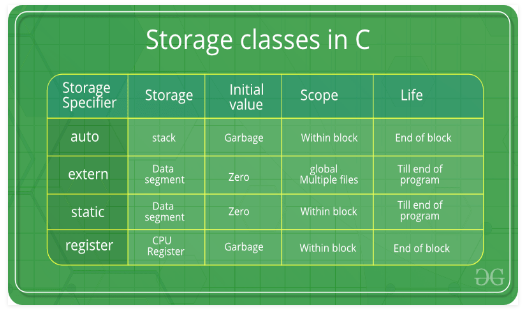 Storage classes in C
Storage
Specifier
Storage
Initial
value
Scope
Life
auto
stack
Garbage
Within block
End of block
extern
Data
segment
Zero
global
Multiple files
Till end of
program
static
Data
segment
Zero
Within block
Till end of
program
register
CPU
Register
Garbage
Within block
End of block